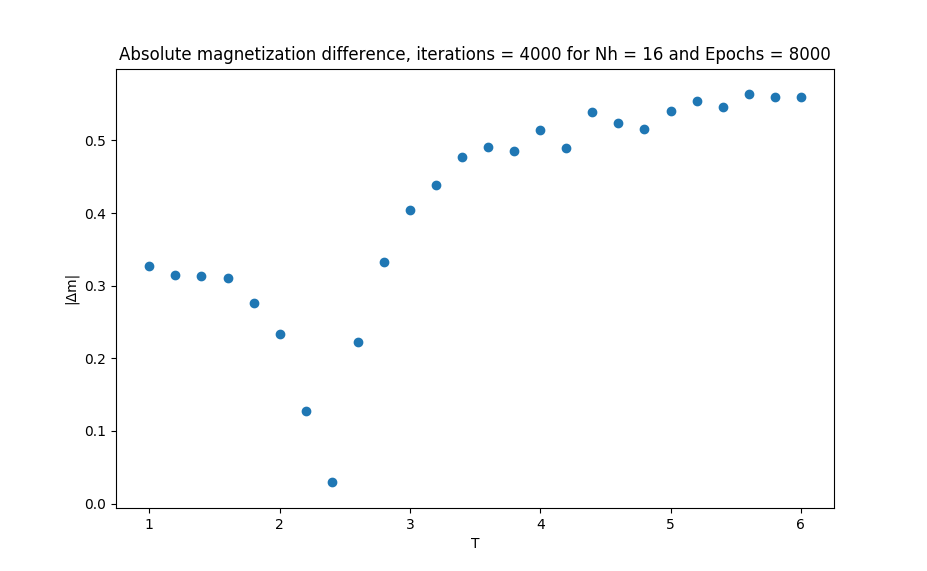 Absolute magnetization difference, iterations = 4000 for Nh = 16 and Epochs = 8000
|Δm|
0.5
0.4
0.3
0.2
0.1
0.0
1 2 3 4 5 6
T